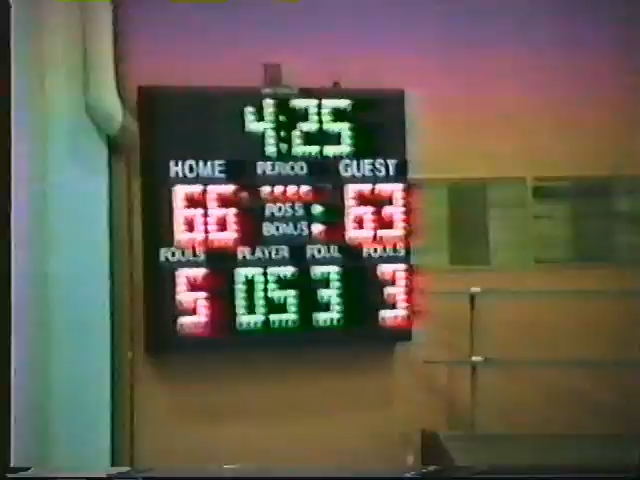 4:25
HOME PERIOD GUEST
66 63
POSS
BONUS
FOULS PLAYER FOUL FOULS
5 05 3 3